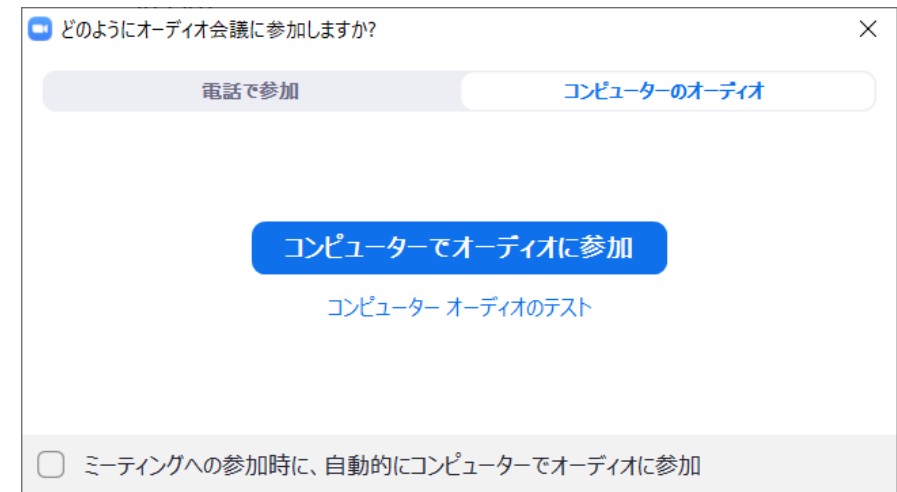 どのようにオーディオ会議に参加しますか?
電話で参加
コンピューターのオーディオ
コンピューターでオーディオに参加
コンピューター オーディオのテスト
ミーティングへの参加時に、自動的にコンピューターでオーディオに参加